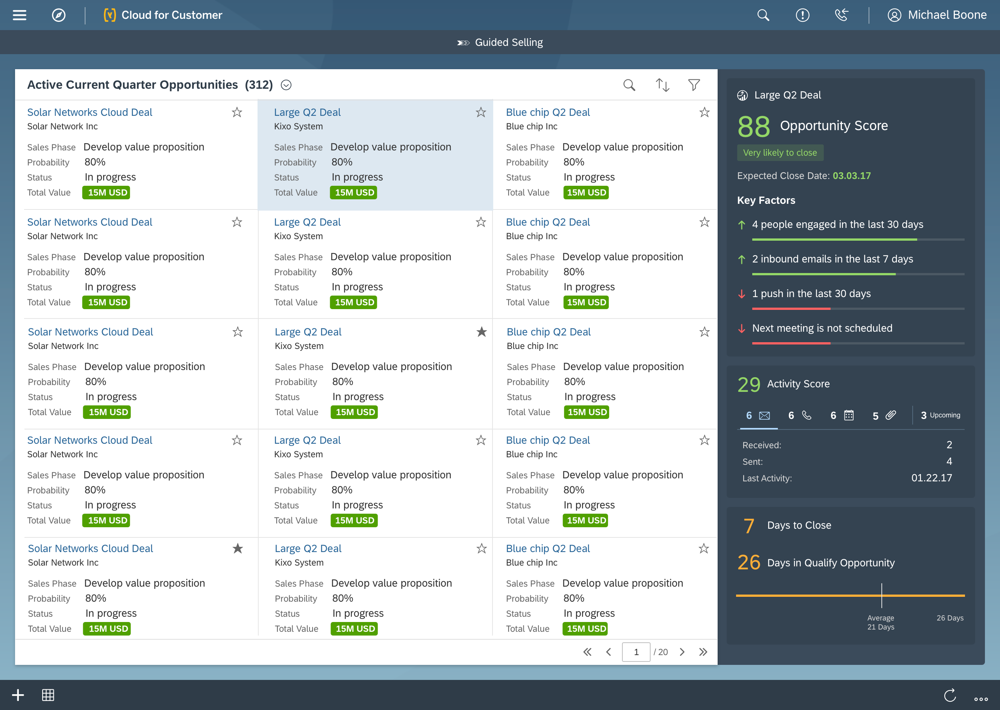 Cloud for Customer
Michael Boone
Guided Selling
Active Current Quarter Opportunities (312)
Solar Networks Cloud Deal
Solar Network Inc
Sales Phase Develop value proposition
Probability 80%
Status In progress
Total Value 15M USD
Large Q2 Deal
Kixo System
Sales Phase Develop value proposition
Probability 80%
Status In progress
Total Value 15M USD
Blue chip Q2 Deal
Blue chip Inc
Sales Phase Develop value proposition
Probability 80%
Status In progress
Total Value 15M USD
Solar Networks Cloud Deal
Solar Network Inc
Sales Phase Develop value proposition
Probability 80%
Status In progress
Total Value 15M USD
Large Q2 Deal
Kixo System
Sales Phase Develop value proposition
Probability 80%
Status In progress
Total Value 15M USD
Blue chip Q2 Deal
Blue chip Inc
Sales Phase Develop value proposition
Probability 80%
Status In progress
Total Value 15M USD
Solar Networks Cloud Deal
Solar Network Inc
Sales Phase Develop value proposition
Probability 80%
Status In progress
Total Value 15M USD
Large Q2 Deal
Kixo System
Sales Phase Develop value proposition
Probability 80%
Status In progress
Total Value 15M USD
Blue chip Q2 Deal
Blue chip Inc
Sales Phase Develop value proposition
Probability 80%
Status In progress
Total Value 15M USD
Solar Networks Cloud Deal
Solar Network Inc
Sales Phase Develop value proposition
Probability 80%
Status In progress
Total Value 15M USD
Large Q2 Deal
Kixo System
Sales Phase Develop value proposition
Probability 80%
Status In progress
Total Value 15M USD
Blue chip Q2 Deal
Blue chip Inc
Sales Phase Develop value proposition
Probability 80%
Status In progress
Total Value 15M USD
Solar Networks Cloud Deal
Solar Network Inc
Sales Phase Develop value proposition
Probability 80%
Status In progress
Total Value 15M USD
Large Q2 Deal
Kixo System
Sales Phase Develop value proposition
Probability 80%
Status In progress
Total Value 15M USD
Blue chip Q2 Deal
Blue chip Inc
Sales Phase Develop value proposition
Probability 80%
Status In progress
Total Value 15M USD
1 / 20
Large Q2 Deal
88 Opportunity Score
Very likely to close
Expected Close Date: 03.03.17
Key Factors
4 people engaged in the last 30 days
2 inbound emails in the last 7 days
1 push in the last 30 days
Next meeting is not scheduled
29 Activity Score
6 6 6 5 3 Upcoming
Received: 2
Sent: 4
Last Activity: 01.22.17
7 Days to Close
26 Days in Qualify Opportunity
Average 26 Days
21 Days